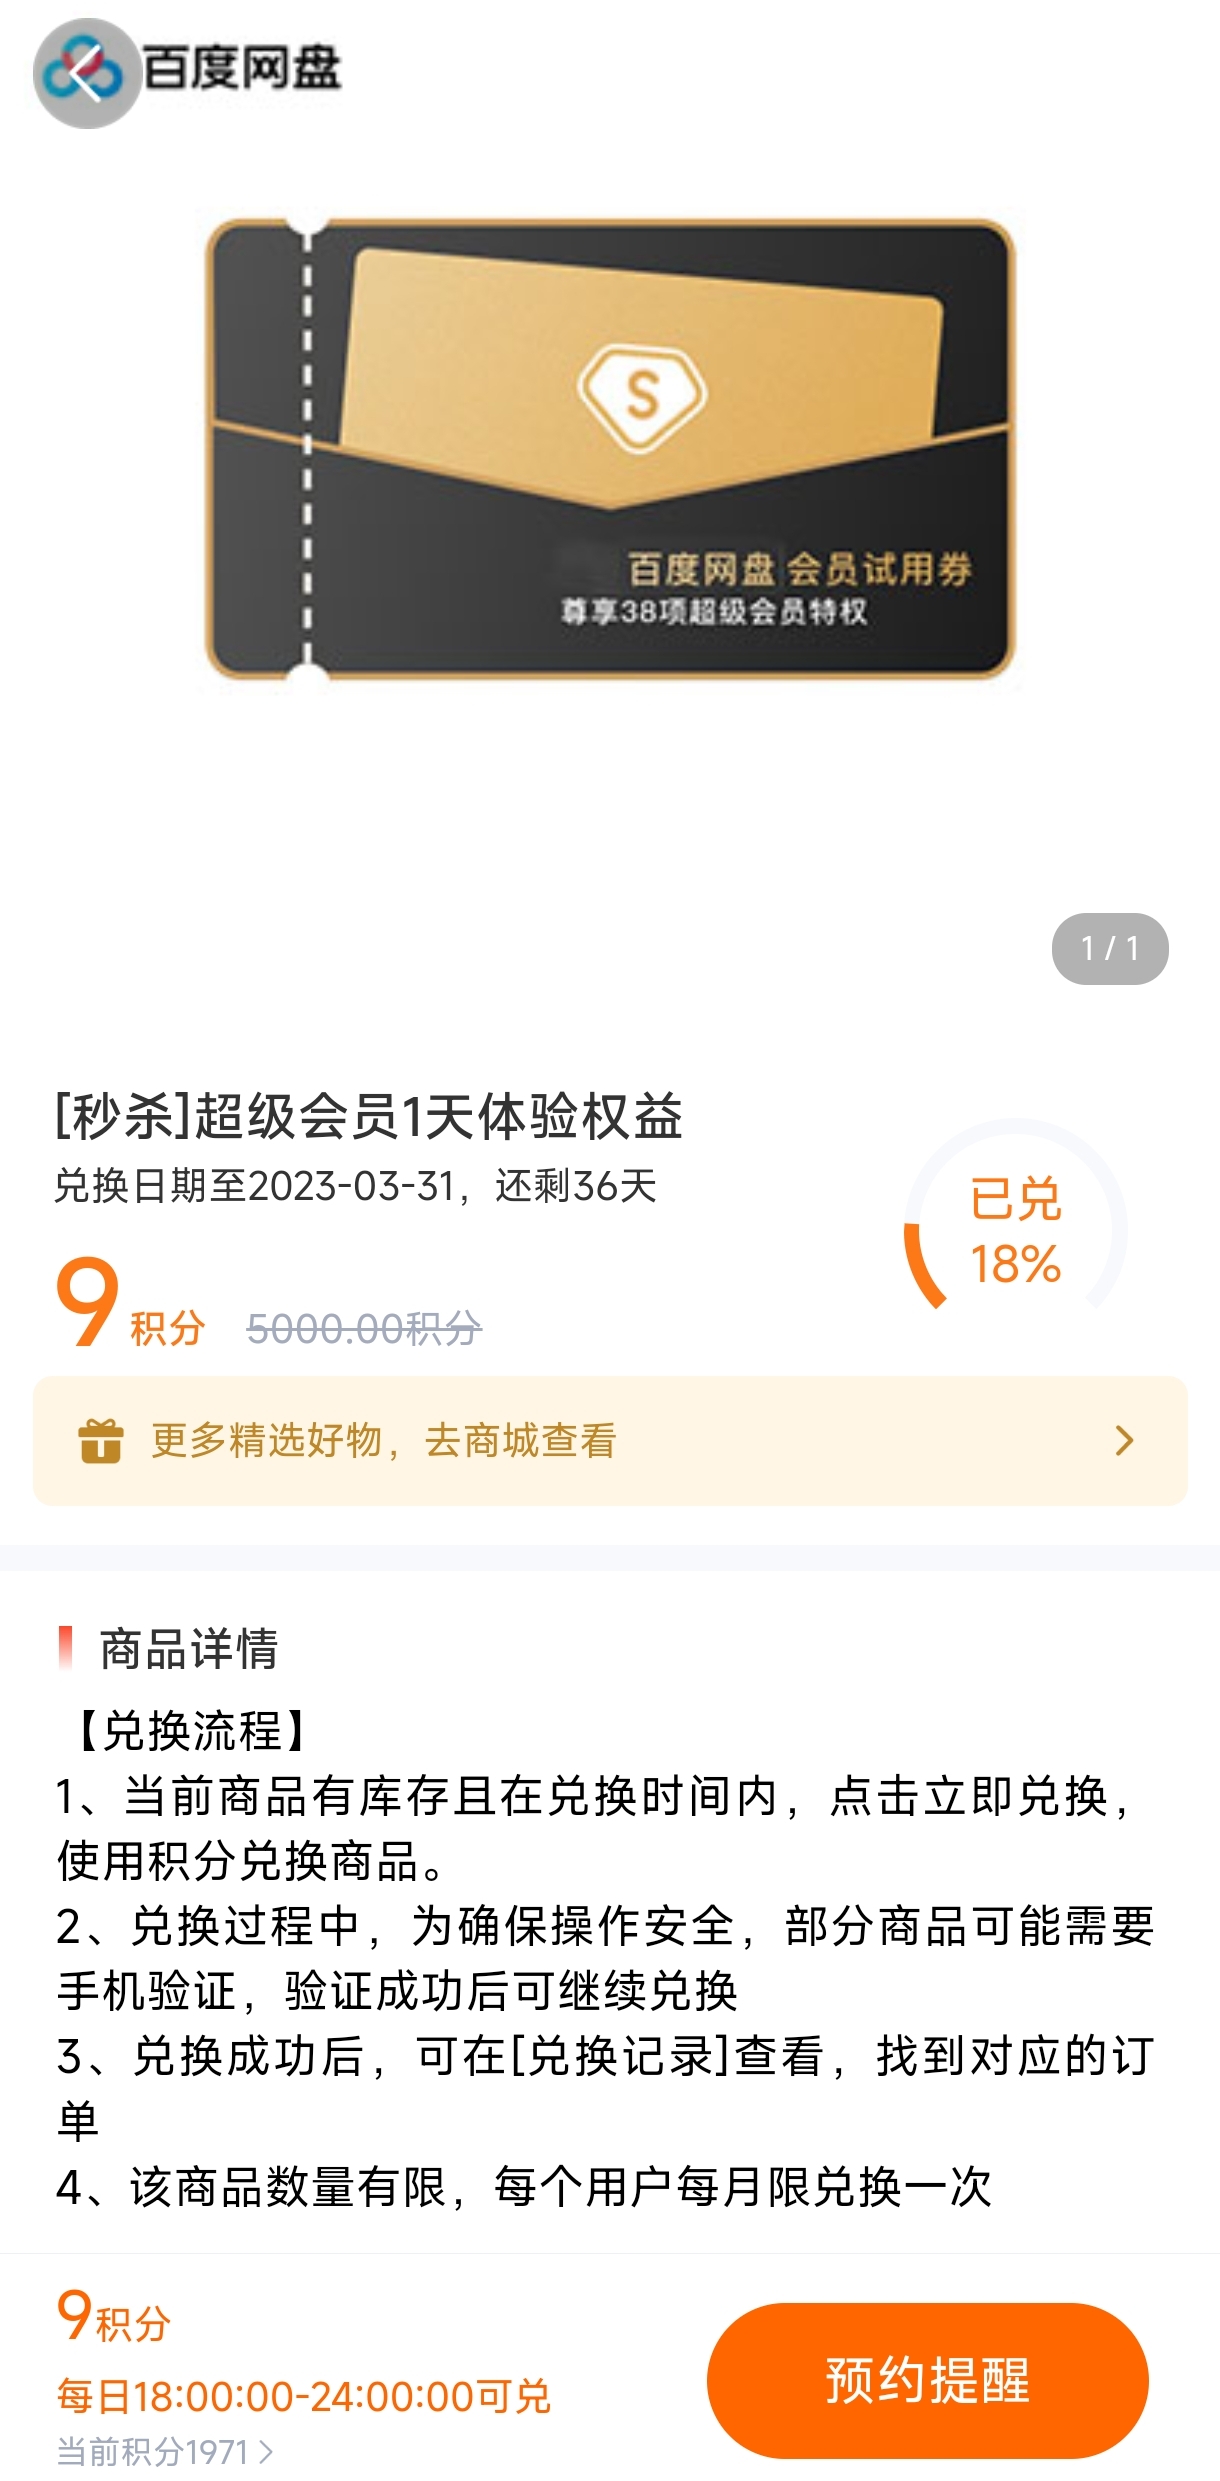 百度网盘
S
百度网盘 会员试用券
尊享38项超级会员特权
1 / 1
[秒杀]超级会员1天体验权益
兑换日期至2023-03-31，还剩36天
已兑
18%
9积分 5000.00积分
更多精选好物，去商城查看
商品详情
【兑换流程】
1、当前商品有库存且在兑换时间内，点击立即兑换，
使用积分兑换商品。
2、兑换过程中，为确保操作安全，部分商品可能需要
手机验证，验证成功后可继续兑换
3、兑换成功后，可在[兑换记录]查看，找到对应的订
单
4、该商品数量有限，每个用户每月限兑换一次
9积分
每日18:00:00-24:00:00可兑
当前积分1971
预约提醒